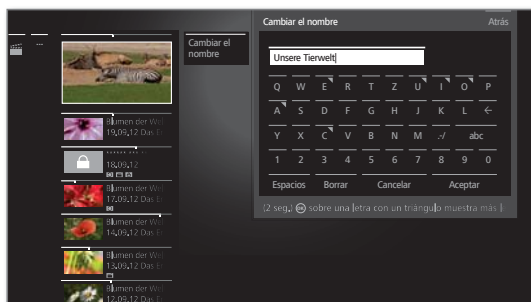 Cambiar el nombre
Atrás
Cambiar el
nombre
Unsere Tierwelt
Q W E R T Z U I O P
A S D F G H J K L ←
Y X C V B N M :-/ abc
1 2 3 4 5 6 7 8 9 0
Espacios Borrar Cancelar Aceptar
(2 seg.) OK sobre una letra con un triángulo muestra más l
Blumen der Wel
19.09.12 Das E
18.09.12
Blumen der Wel
17.09.12 Das E
Blumen der Wel
14.09.12 Das E
Blumen der Wel
13.09.12 Das E
Blumen der Wel
12.09.12 Das E